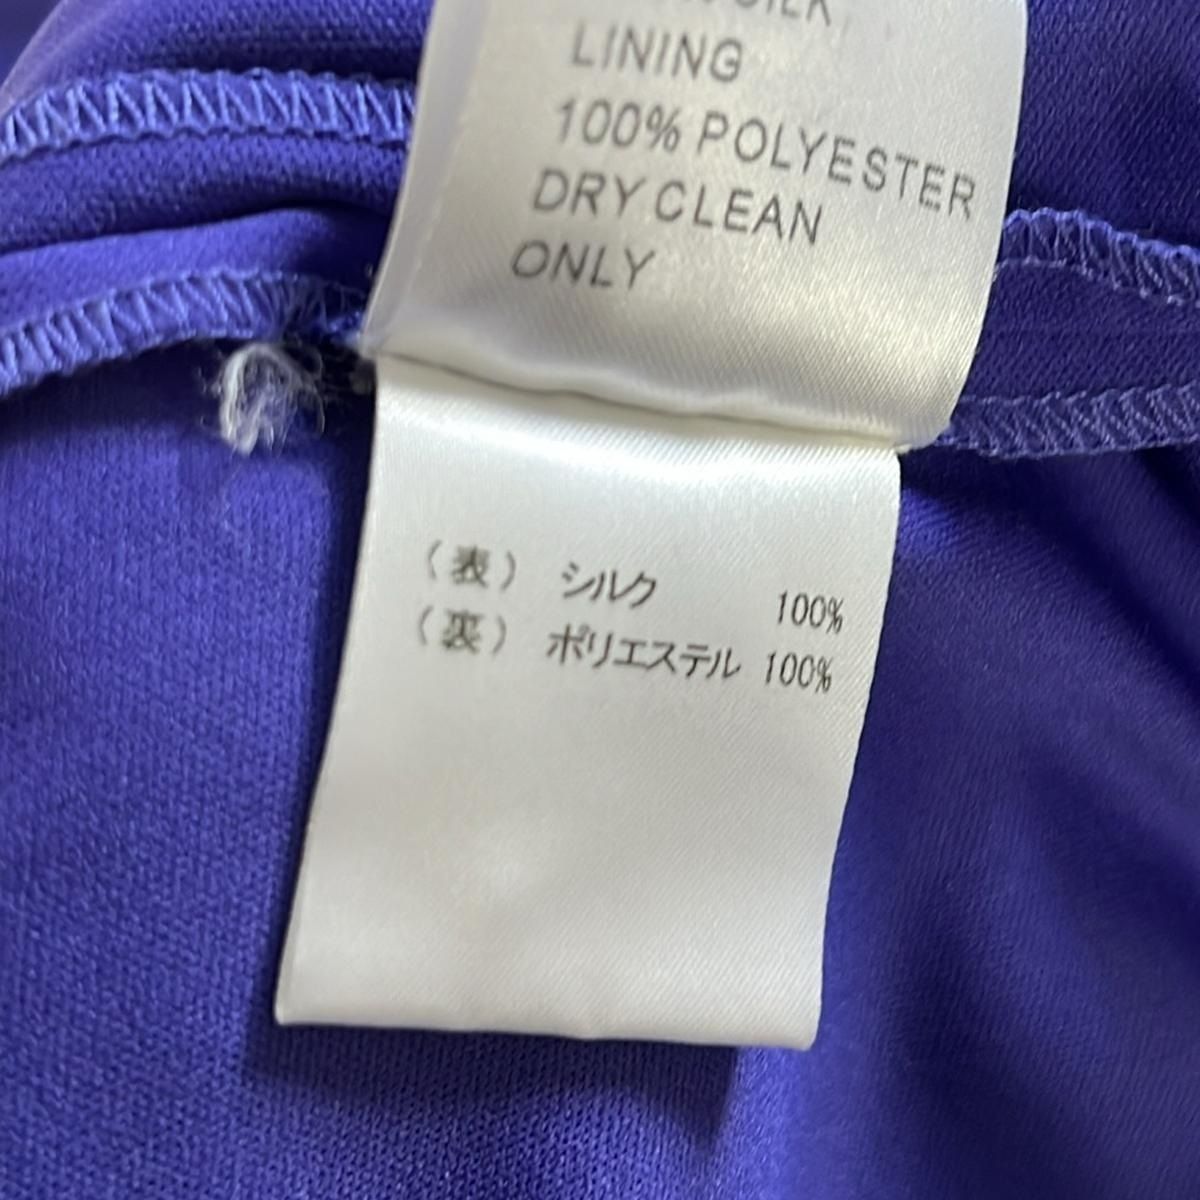 SILK
LINING
100% POLYESTER
DRY CLEAN
ONLY
(表) シルク 100%
(裏) ポリエステル 100%